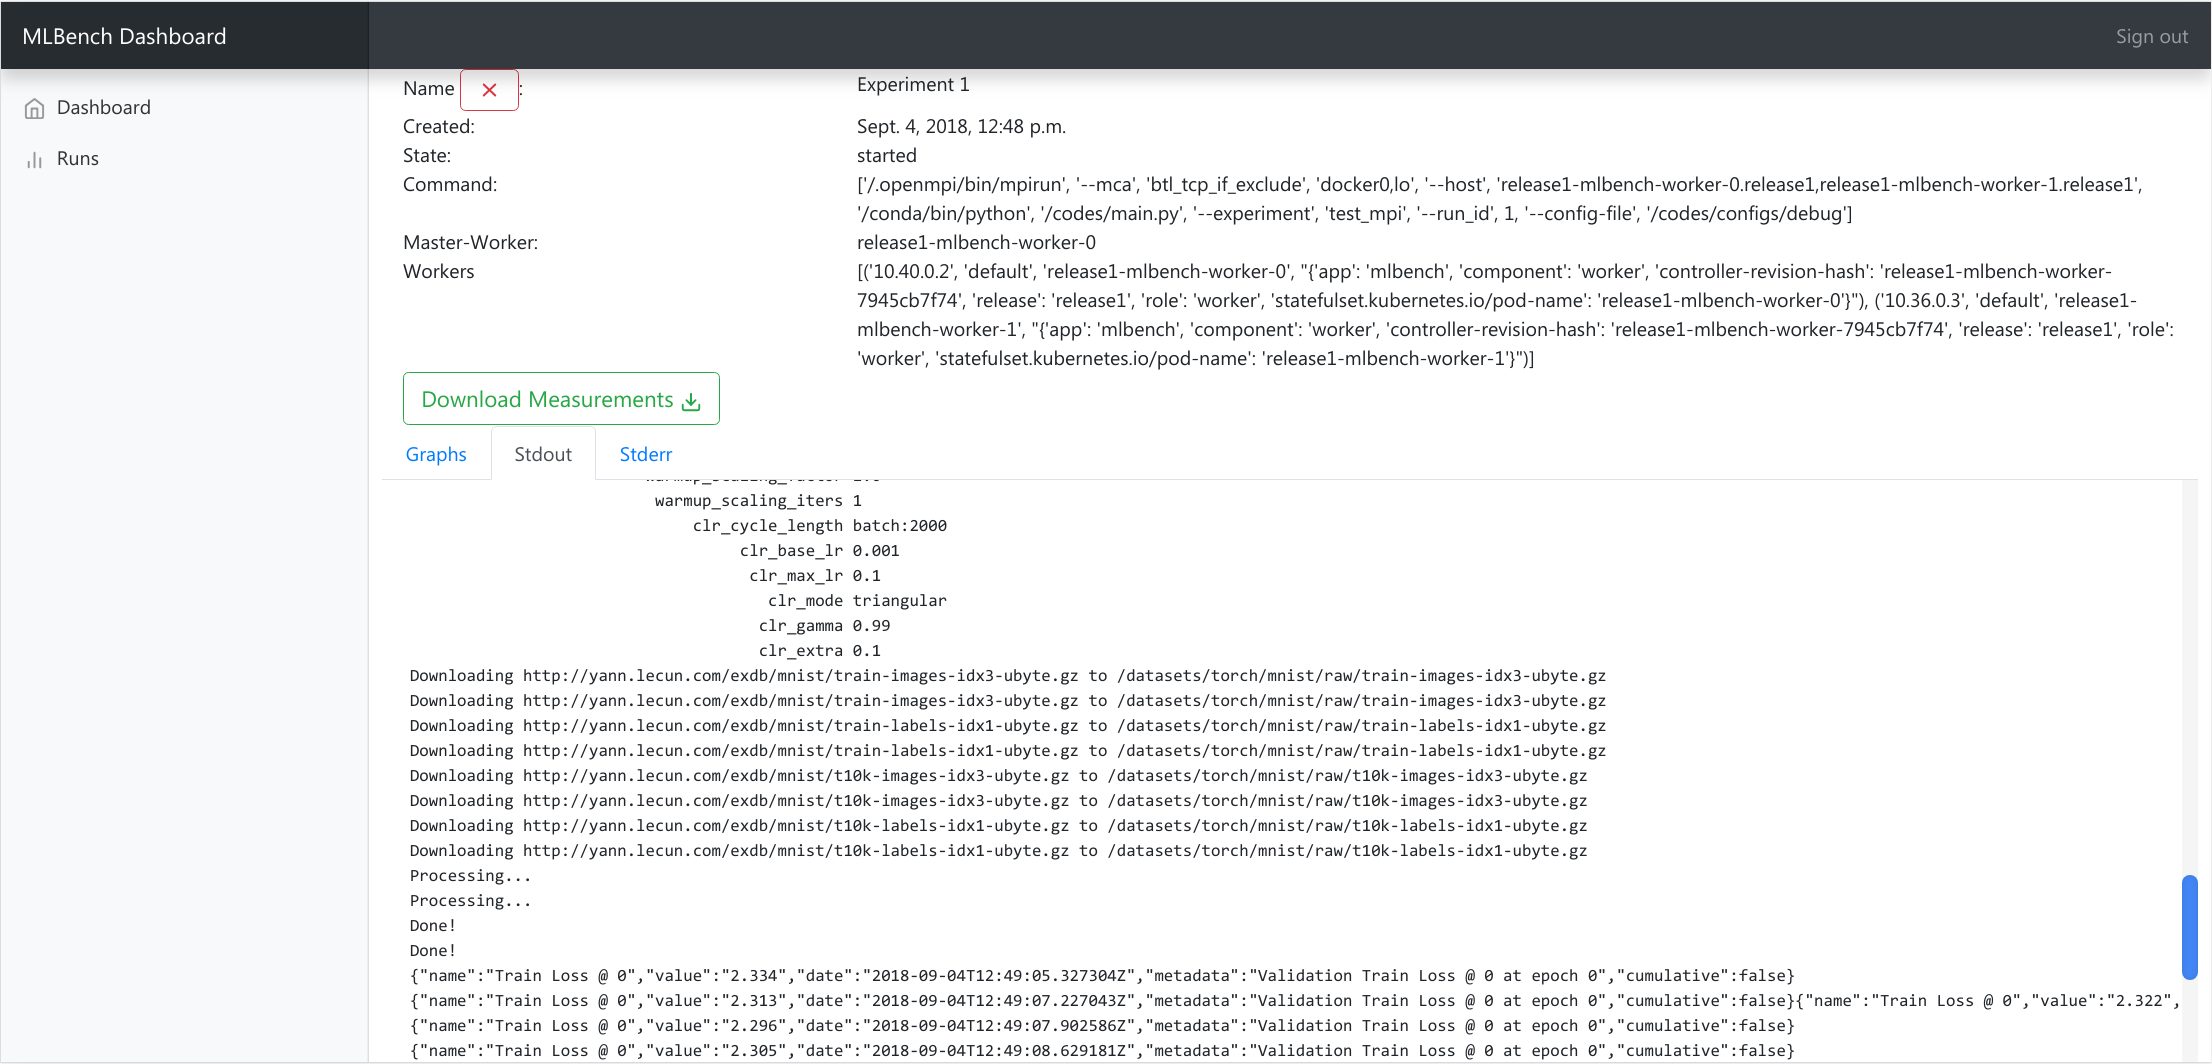 MLBench Dashboard
Sign out
Dashboard
Runs
Name :
Experiment 1
Created:
Sept. 4, 2018, 12:48 p.m.
State:
started
Command:
['/.openmpi/bin/mpirun', '--mca', 'btl_tcp_if_exclude', 'docker0,lo', '--host', 'release1-mlbench-worker-0.release1,release1-mlbench-worker-1.release1',
'/conda/bin/python', '/codes/main.py', '--experiment', 'test_mpi', '--run_id', 1, '--config-file', '/codes/configs/debug']
Master-Worker:
release1-mlbench-worker-0
Workers
[('10.40.0.2', 'default', 'release1-mlbench-worker-0', "{'app': 'mlbench', 'component': 'worker', 'controller-revision-hash': 'release1-mlbench-worker-
7945cb7f74', 'release': 'release1', 'role': 'worker', 'statefulset.kubernetes.io/pod-name': 'release1-mlbench-worker-0'}"), ('10.36.0.3', 'default', 'release1-
mlbench-worker-1', "{'app': 'mlbench', 'component': 'worker', 'controller-revision-hash': 'release1-mlbench-worker-7945cb7f74', 'release': 'release1', 'role':
'worker', 'statefulset.kubernetes.io/pod-name': 'release1-mlbench-worker-1'}")]
Download Measurements
Graphs
Stdout
Stderr
warmup_scaling_iters 1
clr_cycle_length batch:2000
clr_base_lr 0.001
clr_max_lr 0.1
clr_mode triangular
clr_gamma 0.99
clr_extra 0.1
Downloading http://yann.lecun.com/exdb/mnist/train-images-idx3-ubyte.gz to /datasets/torch/mnist/raw/train-images-idx3-ubyte.gz
Downloading http://yann.lecun.com/exdb/mnist/train-images-idx3-ubyte.gz to /datasets/torch/mnist/raw/train-images-idx3-ubyte.gz
Downloading http://yann.lecun.com/exdb/mnist/train-labels-idx1-ubyte.gz to /datasets/torch/mnist/raw/train-labels-idx1-ubyte.gz
Downloading http://yann.lecun.com/exdb/mnist/train-labels-idx1-ubyte.gz to /datasets/torch/mnist/raw/train-labels-idx1-ubyte.gz
Downloading http://yann.lecun.com/exdb/mnist/t10k-images-idx3-ubyte.gz to /datasets/torch/mnist/raw/t10k-images-idx3-ubyte.gz
Downloading http://yann.lecun.com/exdb/mnist/t10k-images-idx3-ubyte.gz to /datasets/torch/mnist/raw/t10k-images-idx3-ubyte.gz
Downloading http://yann.lecun.com/exdb/mnist/t10k-labels-idx1-ubyte.gz to /datasets/torch/mnist/raw/t10k-labels-idx1-ubyte.gz
Downloading http://yann.lecun.com/exdb/mnist/t10k-labels-idx1-ubyte.gz to /datasets/torch/mnist/raw/t10k-labels-idx1-ubyte.gz
Processing...
Processing...
Done!
Done!
{"name":"Train Loss @ 0","value":"2.334","date":"2018-09-04T12:49:05.327304Z","metadata":"Validation Train Loss @ 0 at epoch 0","cumulative":false}
{"name":"Train Loss @ 0","value":"2.313","date":"2018-09-04T12:49:07.227043Z","metadata":"Validation Train Loss @ 0 at epoch 0","cumulative":false}{"name":"Train Loss @ 0","value":"2.322",
{"name":"Train Loss @ 0","value":"2.296","date":"2018-09-04T12:49:07.902586Z","metadata":"Validation Train Loss @ 0 at epoch 0","cumulative":false}
{"name":"Train Loss @ 0","value":"2.305","date":"2018-09-04T12:49:08.629181Z","metadata":"Validation Train Loss @ 0 at epoch 0","cumulative":false}